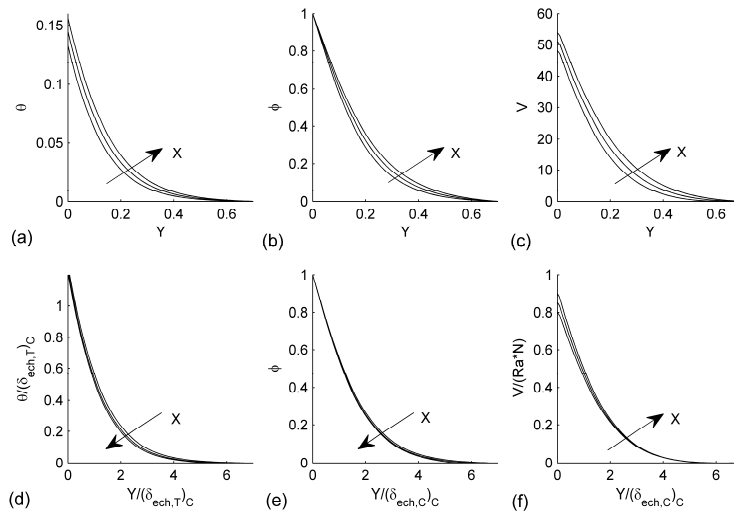 0.15
0.1
0.05
0
θ
X
0 0.2 0.4 0.6
Y
(a)
1
0.8
0.6
0.4
0.2
0
ϕ
X
0 0.2 0.4 0.6
Y
(b)
60
50
40
30
20
10
0
V
X
0 0.2 0.4 0.6
Y
(c)
1
0.8
0.6
0.4
0.2
0
θ/(δech,T)C
X
0 2 4 6
Y/(δech,T)C
(d)
1
0.8
0.6
0.4
0.2
0
ϕ
X
0 2 4 6
Y/(δech,C)C
(e)
1
0.8
0.6
0.4
0.2
0
V/(Ra*N)
X
0 2 4 6
Y/(δech,C)C
(f)